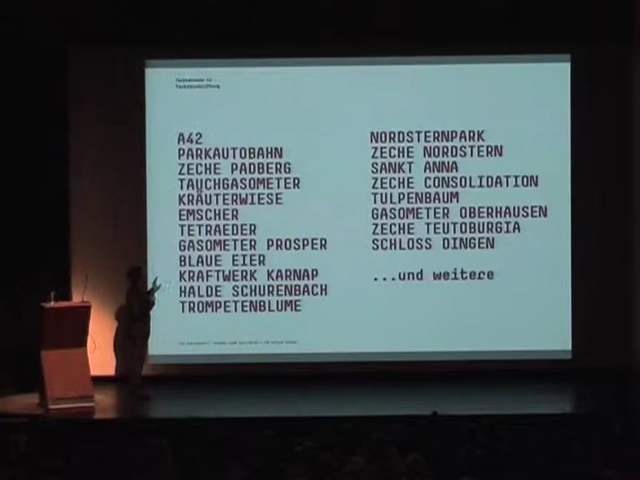 A42
PARKAUTOBAHN
ZECHE PADBERG
TAUCHGASOMETER
KRÄUTERWIESE
EMSCHER
TETRAEDER
GASOMETER PROSPER
BLAUE EIER
KRAFTWERK KARNAP
HALDE SCHURENBACH
TROMPETENBLUME
NORDSTERNPARK
ZECHE NORDSTERN
SANKT ANNA
ZECHE CONSOLIDATION
TULPENBAUM
GASOMETER OBERHAUSEN
ZECHE TEUTOBURGIA
SCHLOSS DINGEN
...und weitere